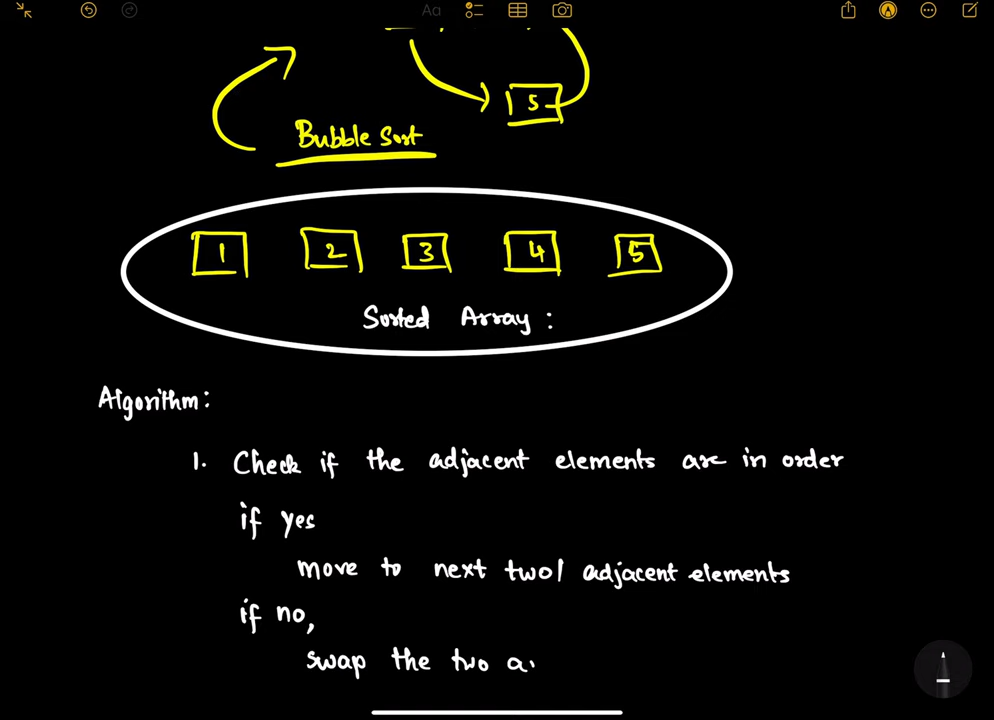 Aa
5
Bubble Sort
1 2 3 4 5
Sorted Array :
Algorithm:
1. Check if the adjacent elements are in order
if yes
move to next two adjacent elements
if no,
swap the two